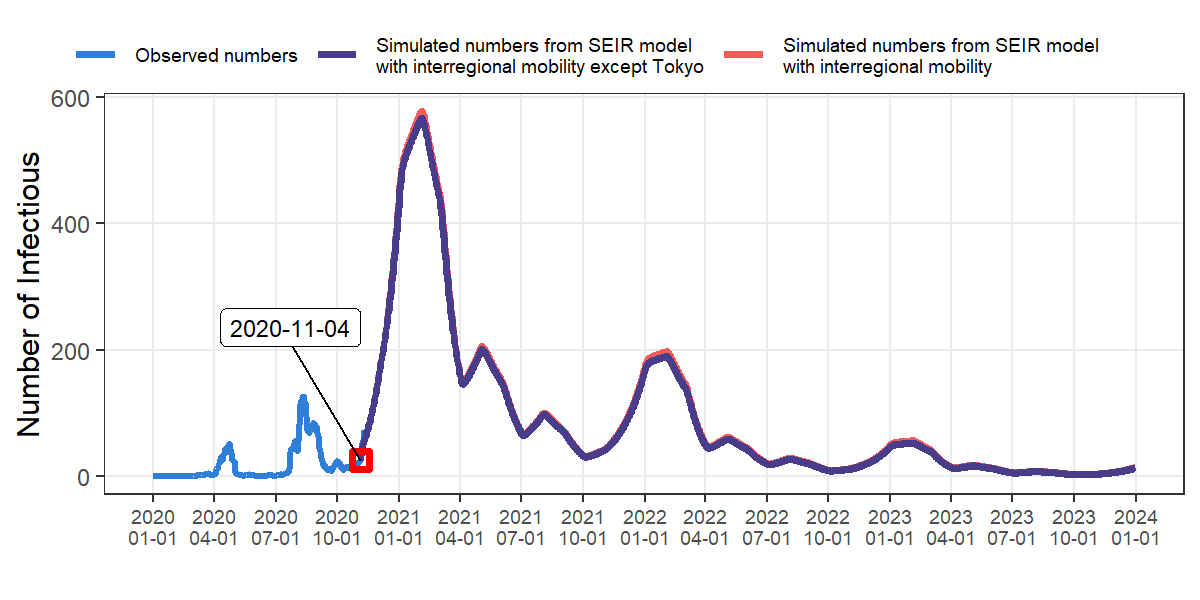 Observed numbers
Simulated numbers from SEIR model
with interregional mobility except Tokyo
Simulated numbers from SEIR model
with interregional mobility
Number of Infectious
600
400
200
0
2020-11-04
2020 2020 2020 2020 2021 2021 2021 2021 2022 2022 2022 2022 2023 2023 2023 2023 2024
01-01 04-01 07-01 10-01 01-01 04-01 07-01 10-01 01-01 04-01 07-01 10-01 01-01 04-01 07-01 10-01 01-01